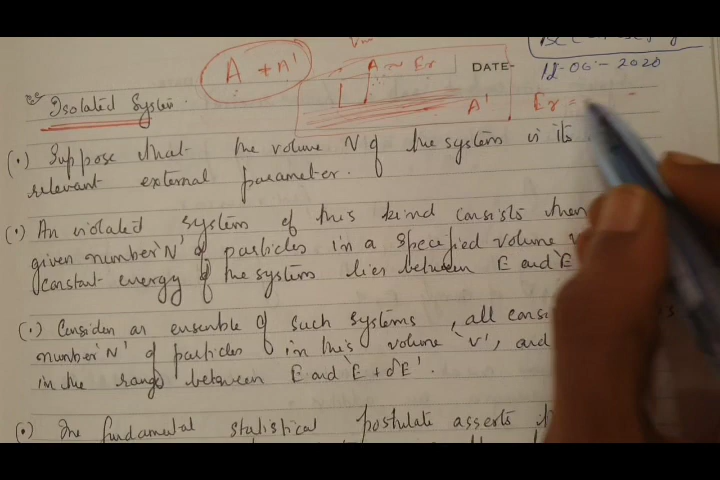 A + A'
A ~ Er
DATE-
12-06-2020
Isolated System.
A'
Er =
(•) Suppose that the volume V of the system is its
relevant external parameter.
(•) An isolated system of this kind consists then
given number 'N' of particles in a specified volume
constant energy of the system lies between E and E
(•) Consider an ensemble of such systems, all consi
number 'N' of particles in this volume 'V', and
in the range between E and 'E + δE'.
(•) The fundamental statistical postulate asserts